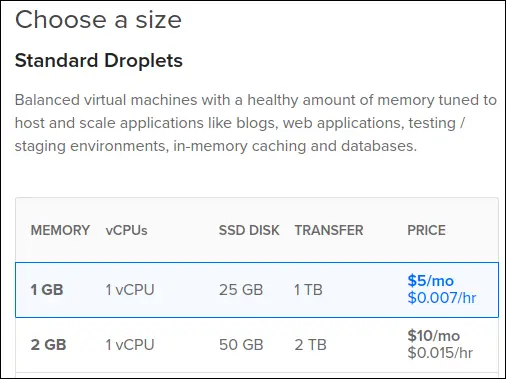 Choose a size
Standard Droplets
Balanced virtual machines with a healthy amount of memory tuned to
host and scale applications like blogs, web applications, testing /
staging environments, in-memory caching and databases.
MEMORY vCPUs SSD DISK TRANSFER PRICE
1 GB 1 vCPU 25 GB 1 TB $5/mo
$0.007/hr
2 GB 1 vCPU 50 GB 2 TB $10/mo
$0.015/hr